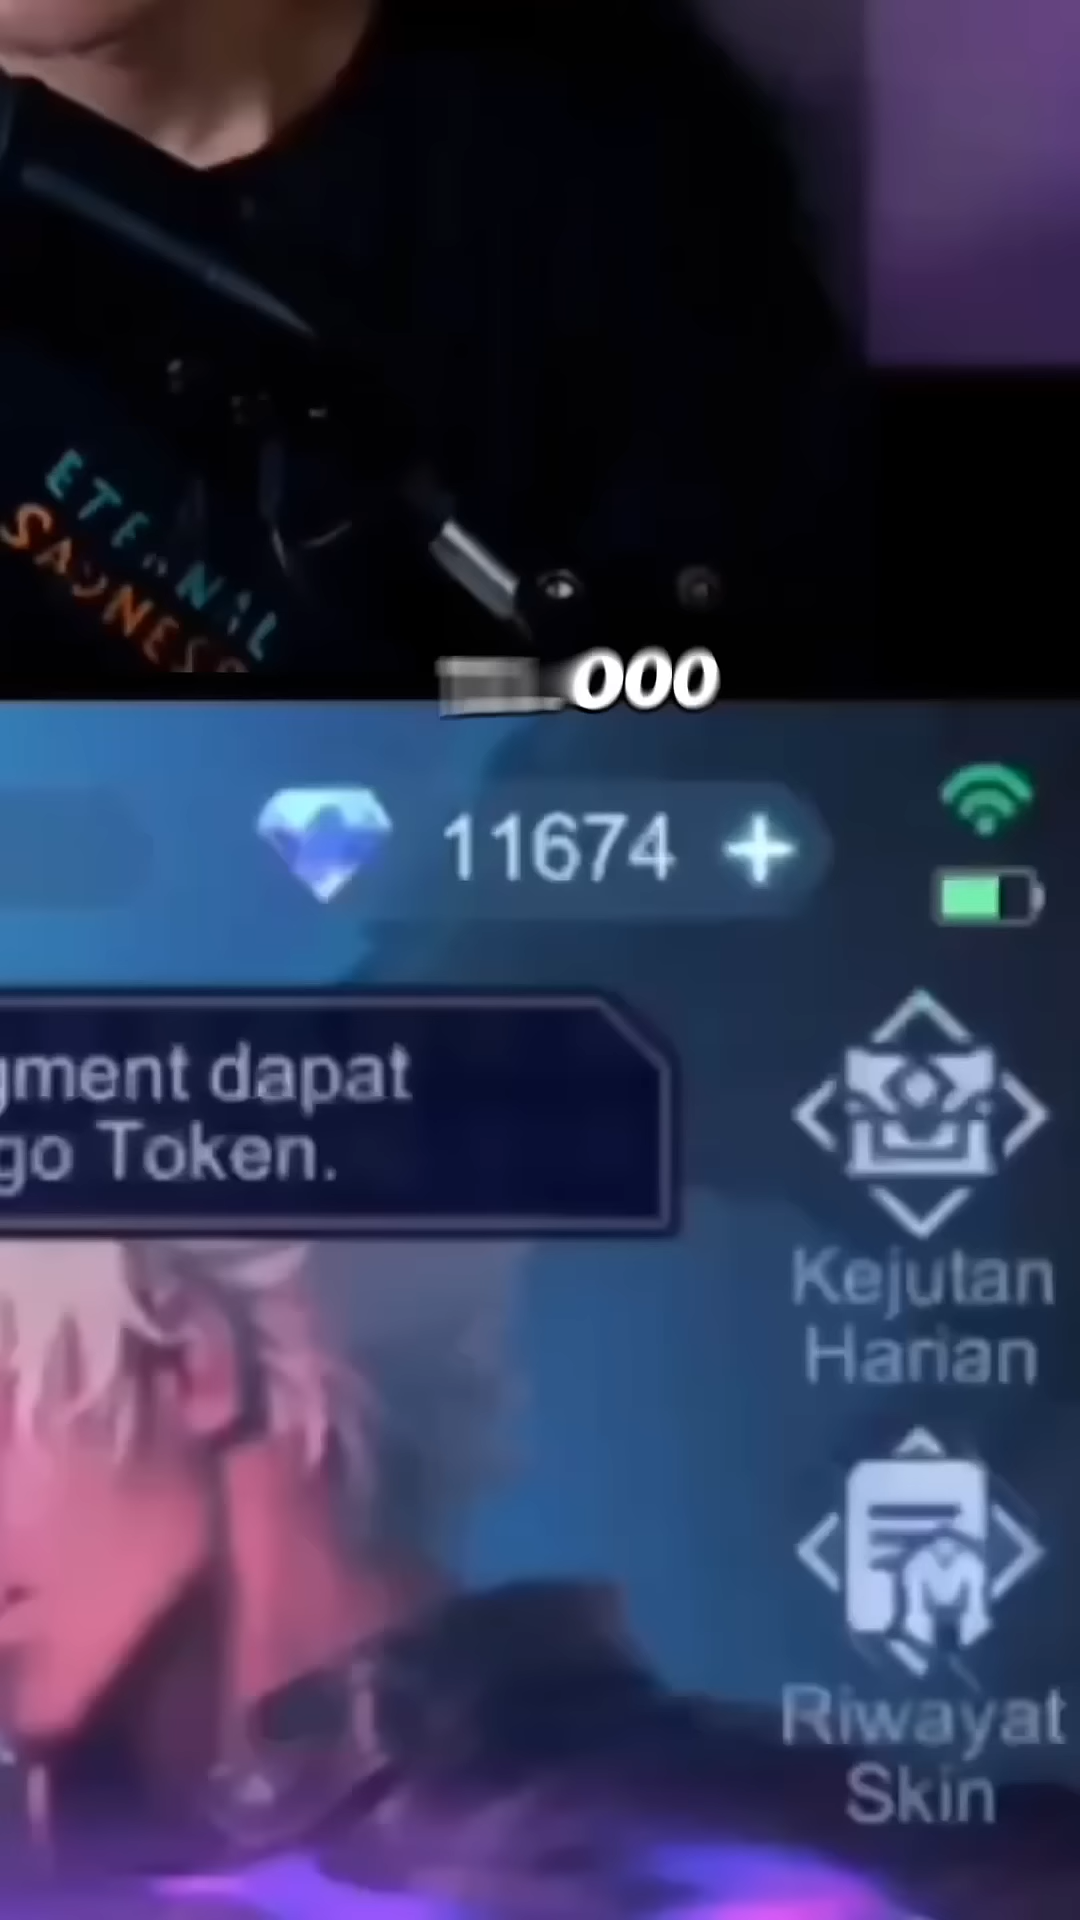 ETERNAL
SADNESS
000
11674
gment dapat
go Token.
Kejutan
Harian
Riwayat
Skin